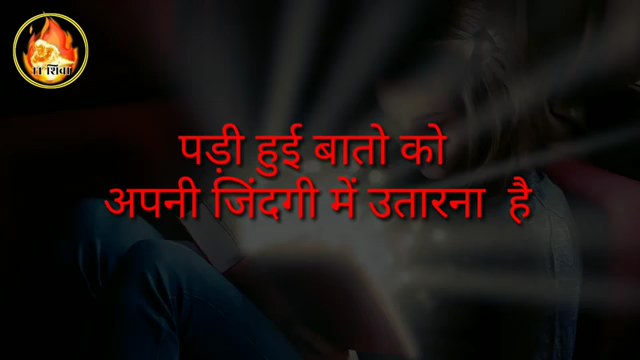 पड़ी हुई बातो को
अपनी जिंदगी में उतारना है